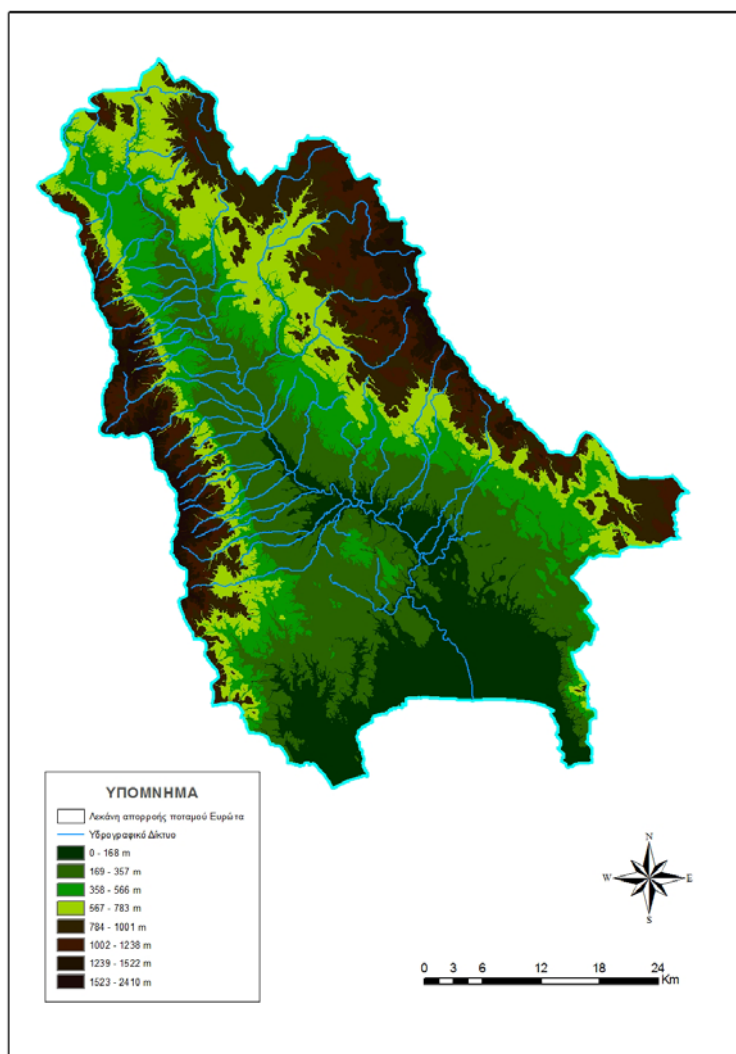 ΥΠΟΜΝΗΜΑ
Λεκάνη απορροής ποταμού Ευρώτα
Υδρογραφικό Δίκτυο
0 - 168 m
169 - 357 m
358 - 566 m
567 - 783 m
784 - 1001 m
1002 - 1238 m
1239 - 1522 m
1523 - 2410 m
N
W E
S
0 3 6 12 18 24
Km